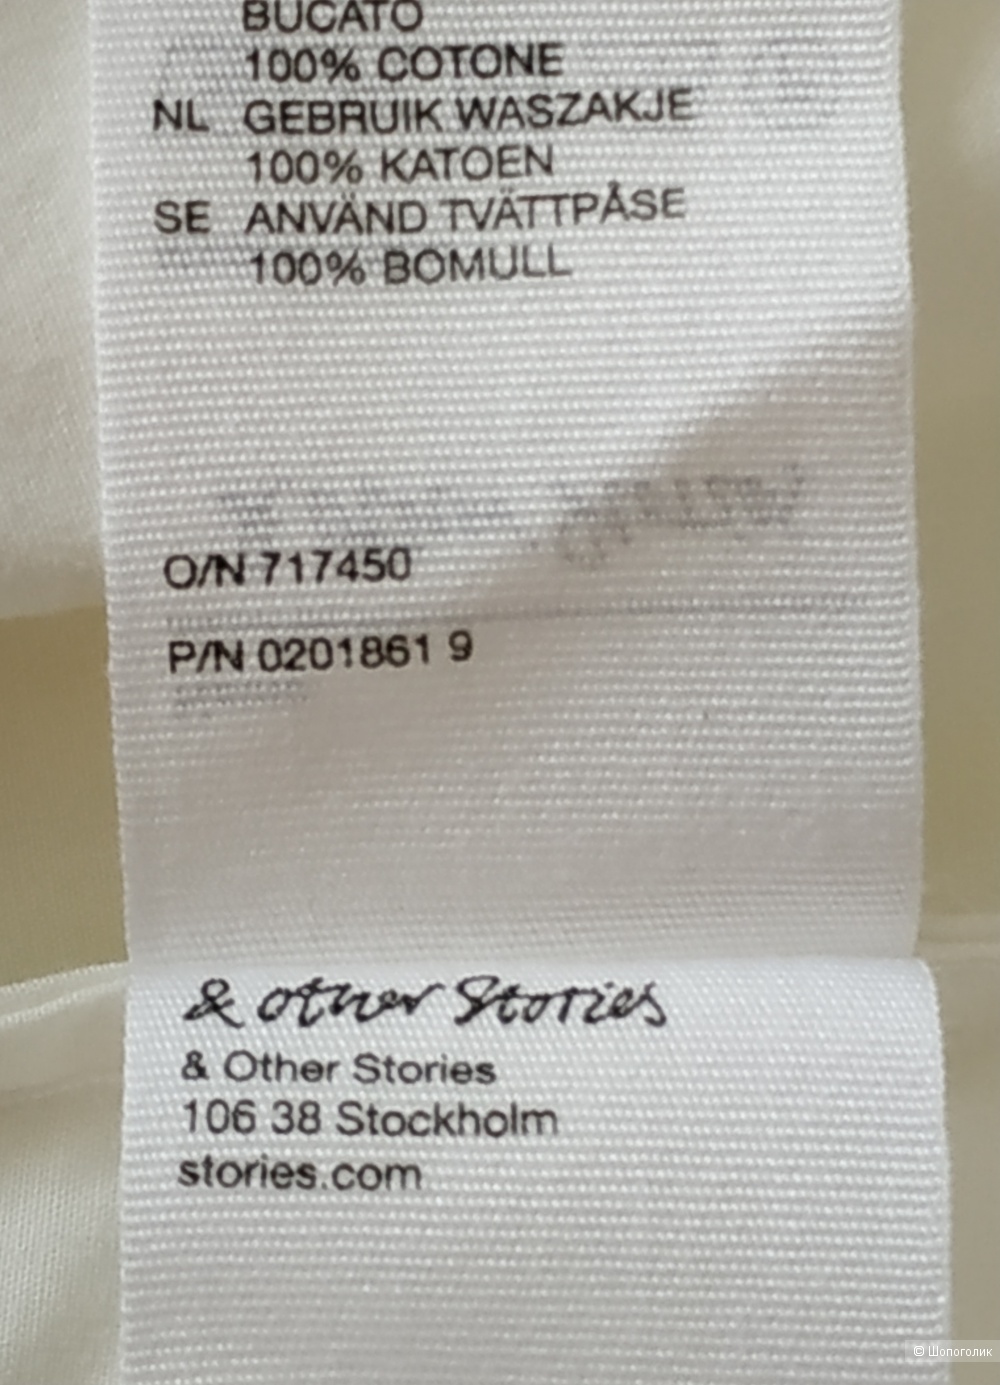 BUCATO
100% COTONE
NL GEBRUIK WASZAKJE
100% KATOEN
SE ANVÄND TVÄTTPÅSE
100% BOMULL
O/N 717450
P/N 0201861 9
& other Stories
& Other Stories
106 38 Stockholm
stories.com
© Шопоголик